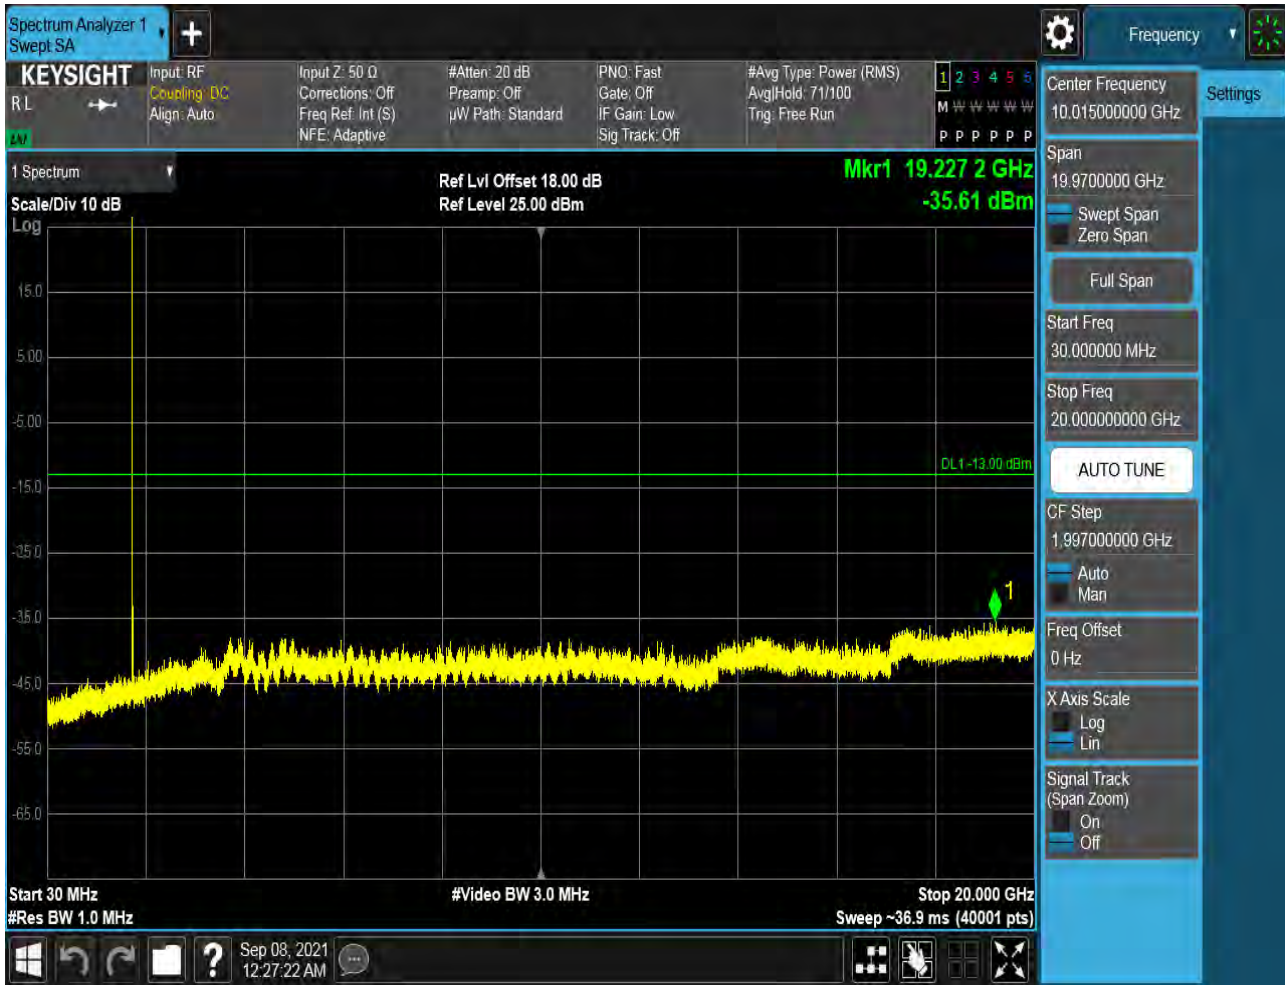 Spectrum Analyzer 1
Swept SA
Frequency
KEYSIGHT
R L
Input: RF
Coupling: DC
Align: Auto
Input Z: 50 Ω
Corrections: Off
Freq Ref: Int (S)
NFE: Adaptive
#Atten: 20 dB
Preamp: Off
µW Path: Standard
PNO: Fast
Gate: Off
IF Gain: Low
Sig Track: Off
#Avg Type: Power (RMS)
Avg|Hold: 71/100
Trig: Free Run
1 2 3 4 5 6
M W W W W W
P P P P P P
1 Spectrum
Scale/Div 10 dB
Log
Ref Lvl Offset 18.00 dB
Ref Level 25.00 dBm
Mkr1 19.227 2 GHz
-35.61 dBm
15.0
5.00
-5.00
DL1 -13.00 dBm
-15.0
-25.0
1
-35.0
-45.0
-55.0
-65.0
Start 30 MHz
#Res BW 1.0 MHz
#Video BW 3.0 MHz
Stop 20.000 GHz
Sweep ~36.9 ms (40001 pts)
Center Frequency
10.015000000 GHz
Settings
Span
19.9700000 GHz
Swept Span
Zero Span
Full Span
Start Freq
30.000000 MHz
Stop Freq
20.000000000 GHz
AUTO TUNE
CF Step
1.997000000 GHz
Auto
Man
Freq Offset
0 Hz
X Axis Scale
Log
Lin
Signal Track
(Span Zoom)
On
Off
?
Sep 08, 2021
12:27:22 AM